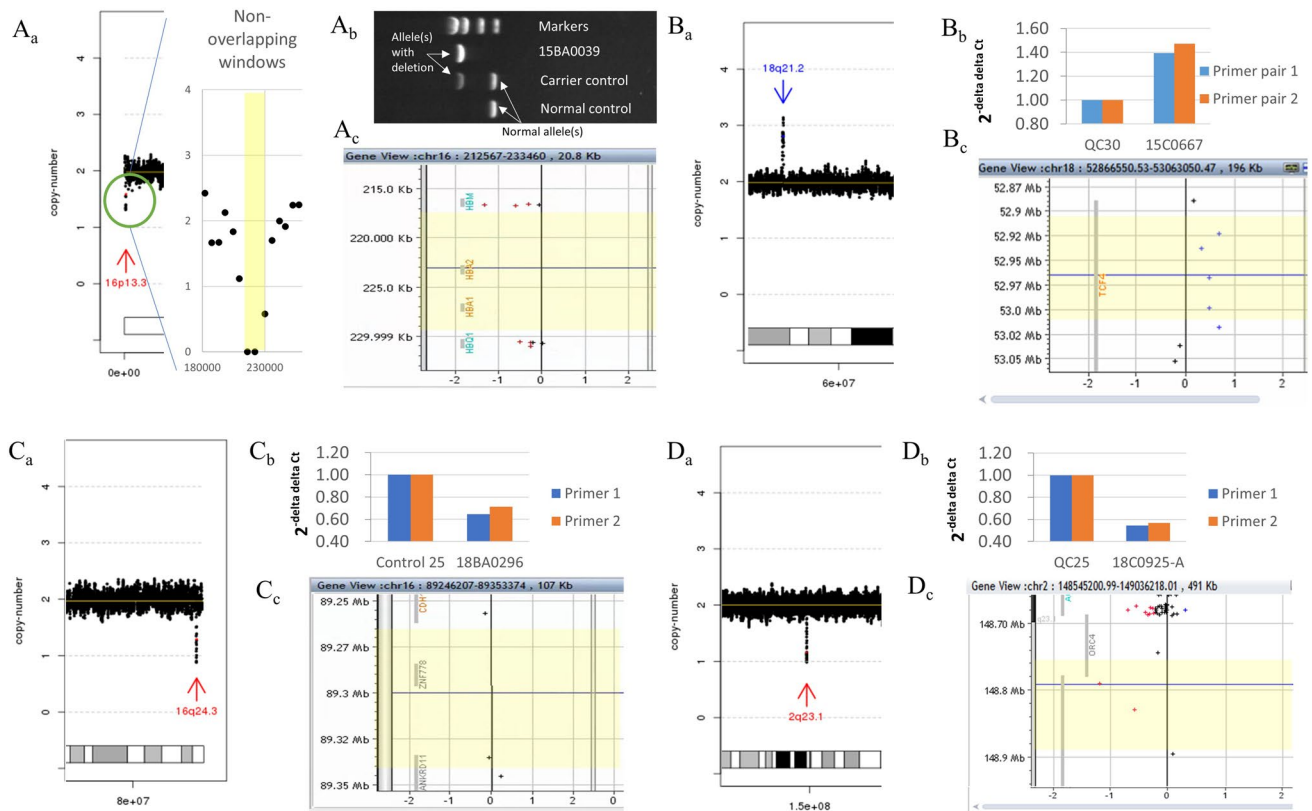 Aa
Non-
overlapping
windows
copy-number
4
3
2
1
0
16p13.3
0e+00
4
3
2
1
0
180000
230000
Ab
Allele(s)
with
deletion
Markers
15BA0039
Carrier control
Normal control
Normal allele(s)
Ac
Gene View :chr16 : 212567-233460 , 20.8 Kb
215.0 Kb
220.000 Kb
225.0 Kb
229.999 Kb
HBM
HBA2
HBA1
HBQ1
-2
-1
0
1
2
Ba
copy-number
4
3
2
1
0
18q21.2
6e+07
Bb
2-delta delta Ct
1.60
1.40
1.20
1.00
0.80
QC30
15C0667
Primer pair 1
Primer pair 2
Bc
Gene View :chr18 : 52866550.53-53063050.47 , 196 Kb
52.87 Mb
52.9 Mb
52.92 Mb
52.95 Mb
52.97 Mb
53.0 Mb
53.02 Mb
53.05 Mb
TCF4
-2
-1
0
1
2
Ca
copy-number
4
3
2
1
0
16q24.3
8e+07
Cb
2-delta delta Ct
1.20
1.00
0.80
0.60
0.40
Control 25
18BA0296
Primer 1
Primer 2
Cc
Gene View :chr16 : 89246207-89353374 , 107 Kb
89.25 Mb
89.27 Mb
89.3 Mb
89.32 Mb
89.35 Mb
ZNF778
ANKRD11
-2
-1
0
1
2
Da
copy-number
4
3
2
1
0
2q23.1
1.5e+08
Db
2-delta delta Ct
1.20
1.00
0.80
0.60
0.40
QC25
18C0925-A
Primer 1
Primer 2
Dc
Gene View :chr2 : 148545200.99-149036218.01 , 491 Kb
148.70 Mb
148.8 Mb
148.9 Mb
q23.1
ORC4
-2
-1
0
1
2